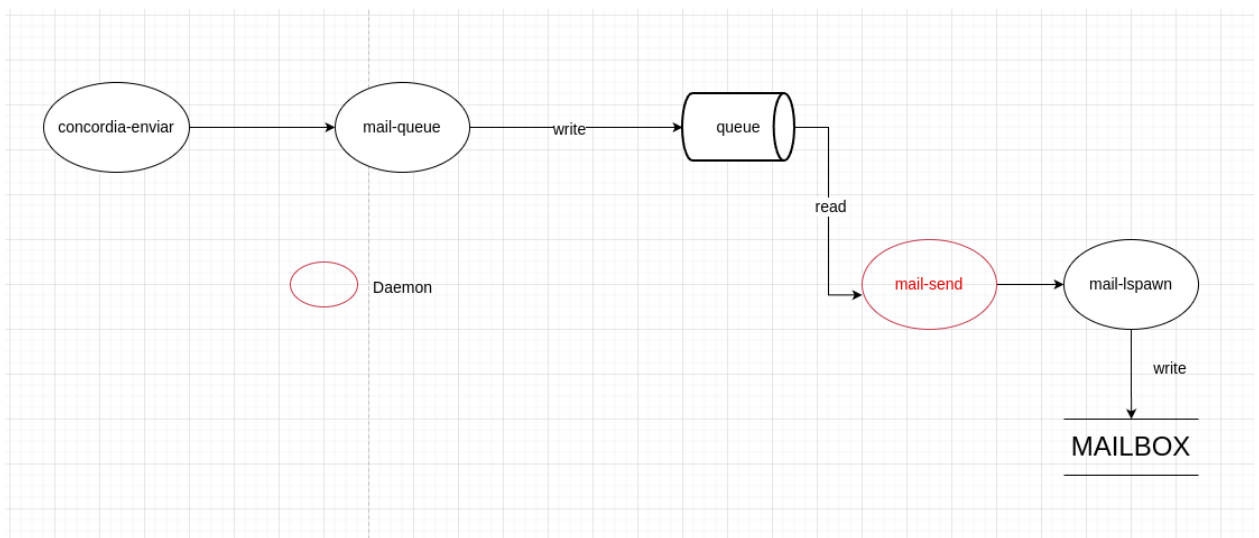 concordia-enviar
mail-queue
write
queue
read
Daemon
mail-send
mail-lspawn
write
MAILBOX